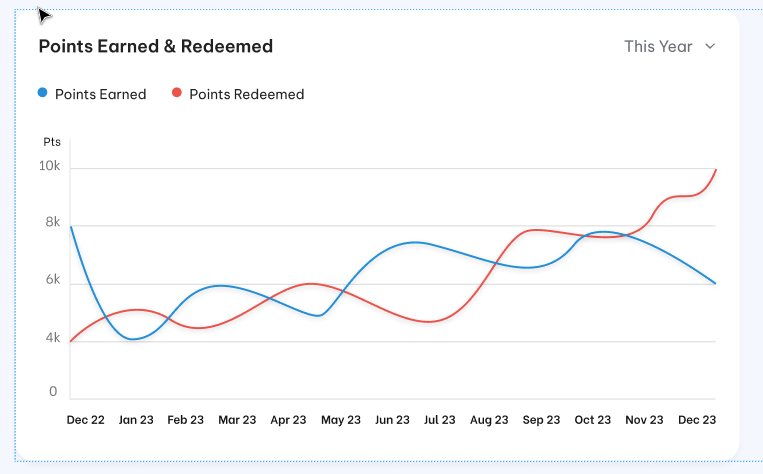 Points Earned & Redeemed
This Year
Points Earned
Points Redeemed
Pts
10k
8k
6k
4k
0
Dec 22 Jan 23 Feb 23 Mar 23 Apr 23 May 23 Jun 23 Jul 23 Aug 23 Sep 23 Oct 23 Nov 23 Dec 23